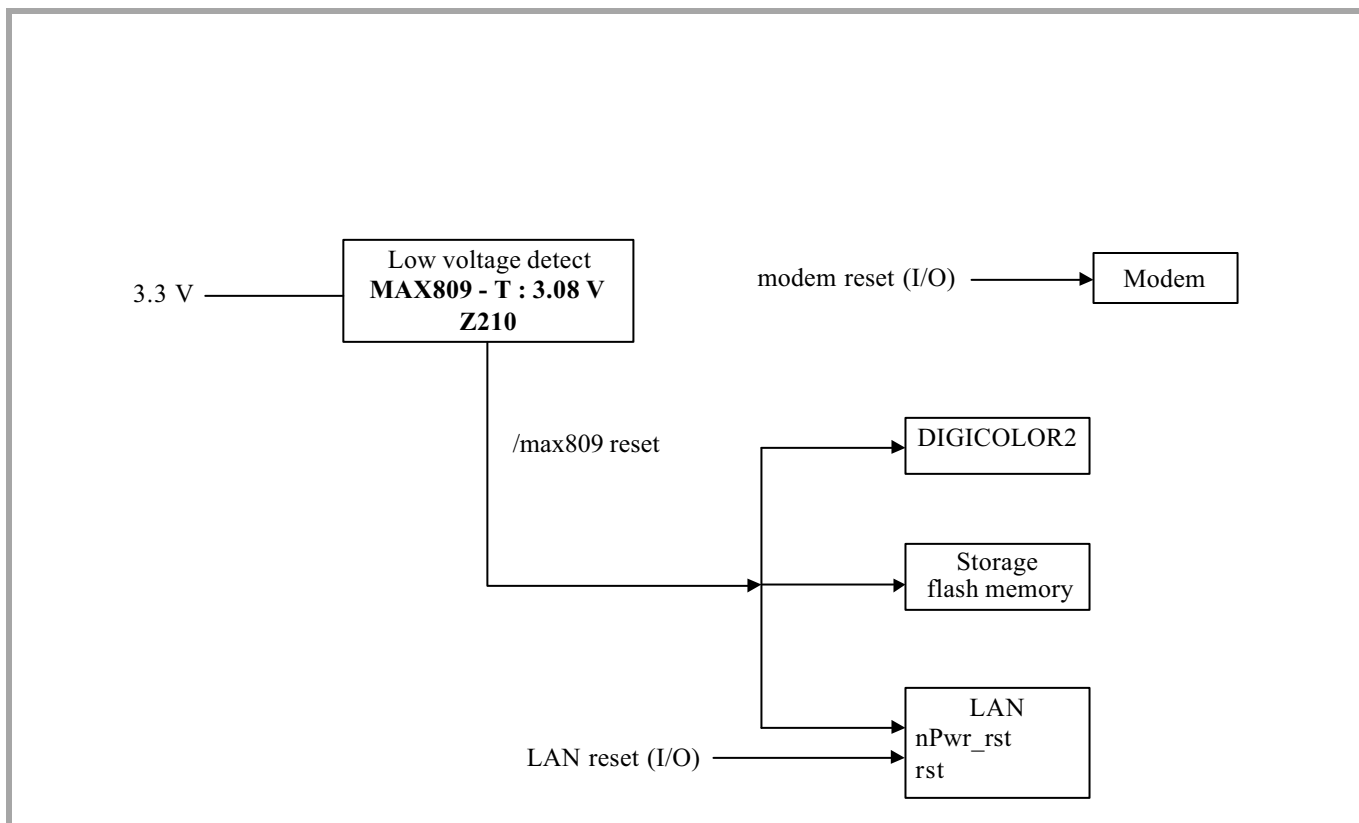 Low voltage detect
MAX809 - T : 3.08 V
Z210
3.3 V
modem reset (I/O)
Modem
/max809 reset
DIGICOLOR2
Storage
flash memory
LAN
nPwr_rst
LAN reset (I/O)
rst